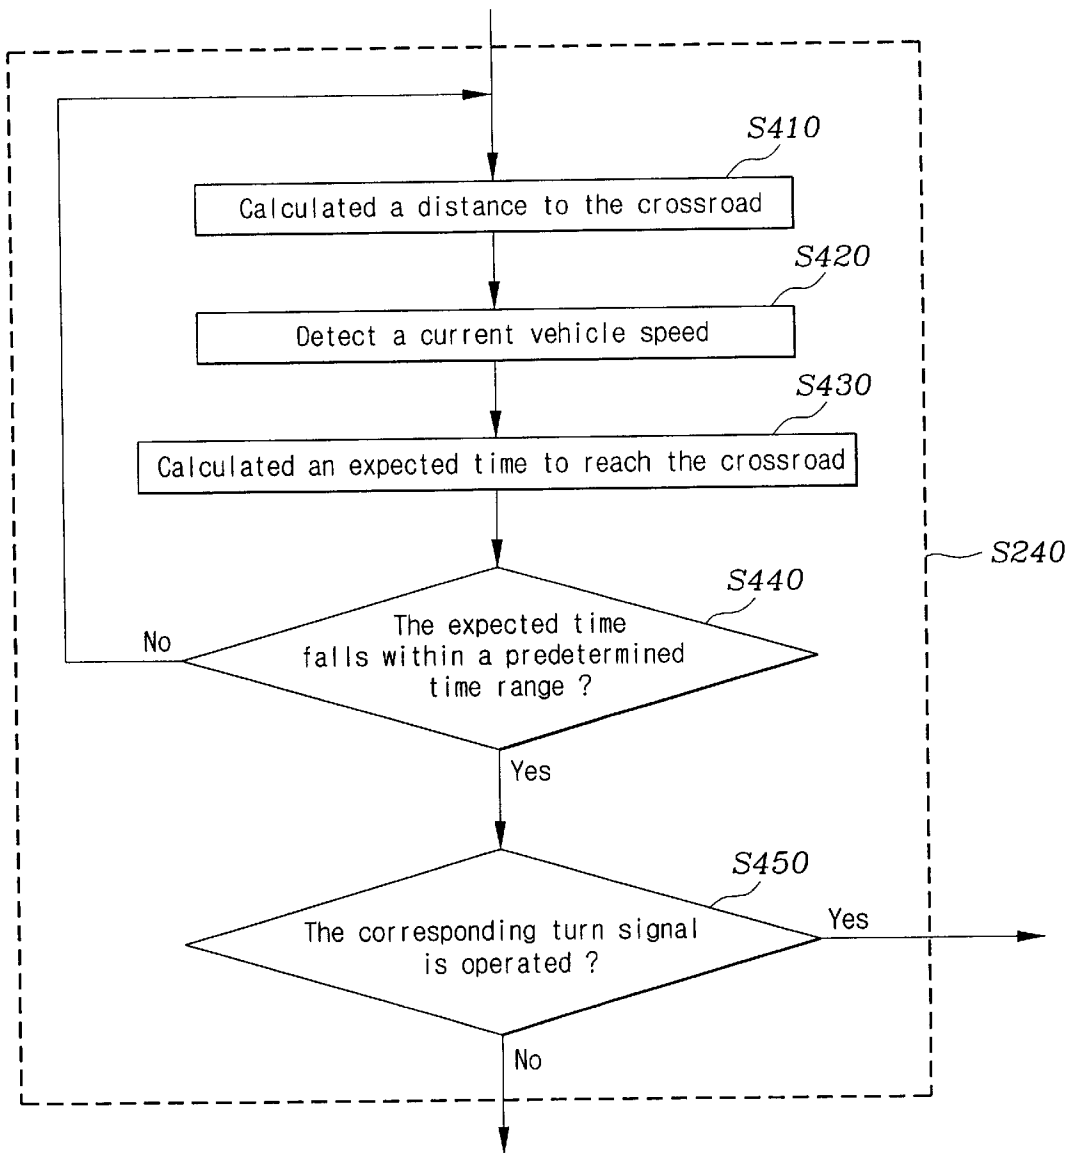 S410
Calculated a distance to the crossroad
S420
Detect a current vehicle speed
S430
Calculated an expected time to reach the crossroad
S240
S440
The expected time
falls within a predetermined
time range ?
No
Yes
S450
The corresponding turn signal
is operated ?
Yes
No